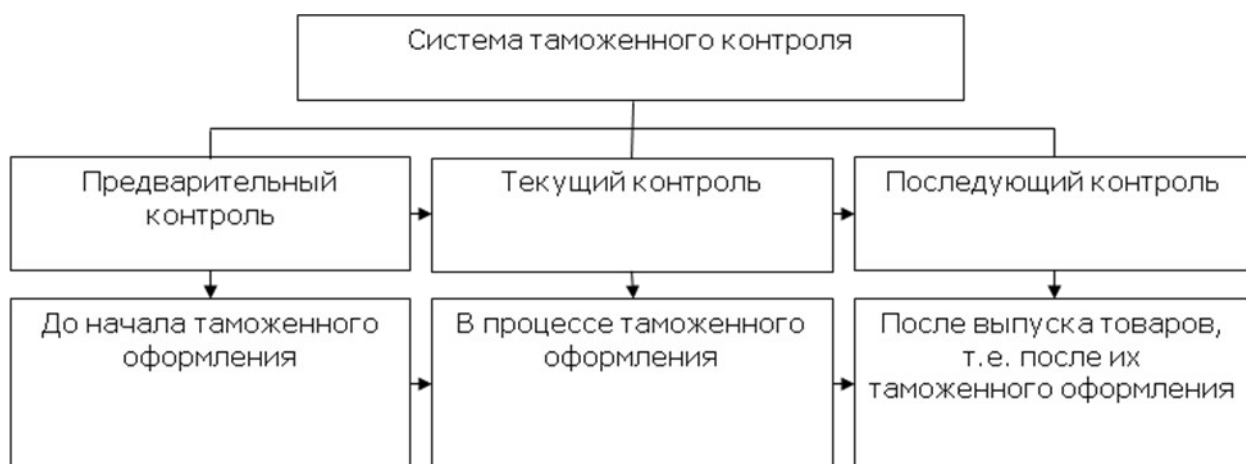 Система таможенного контроля
Предварительный
контроль
Текущий контроль
Последующий контроль
До начала таможенного
оформления
В процессе таможенного
оформления
После выпуска товаров,
т.е. после их
таможенного оформления